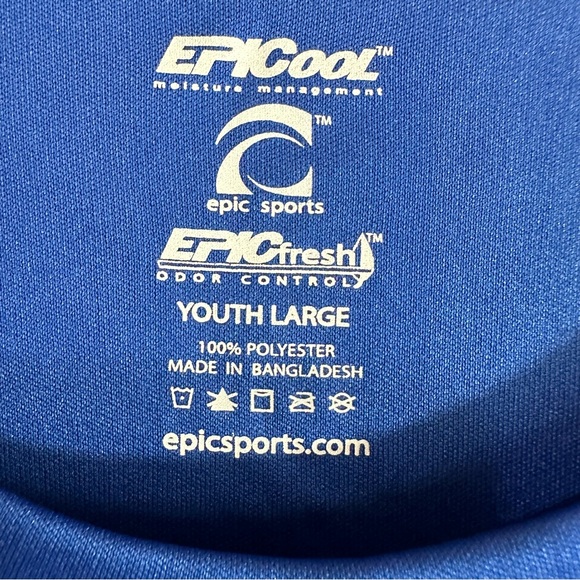 EPICOOL™
moisture management
™
epic sports
EPICfresh™
ODOR CONTROL
YOUTH LARGE
100% POLYESTER
MADE IN BANGLADESH
epicsports.com